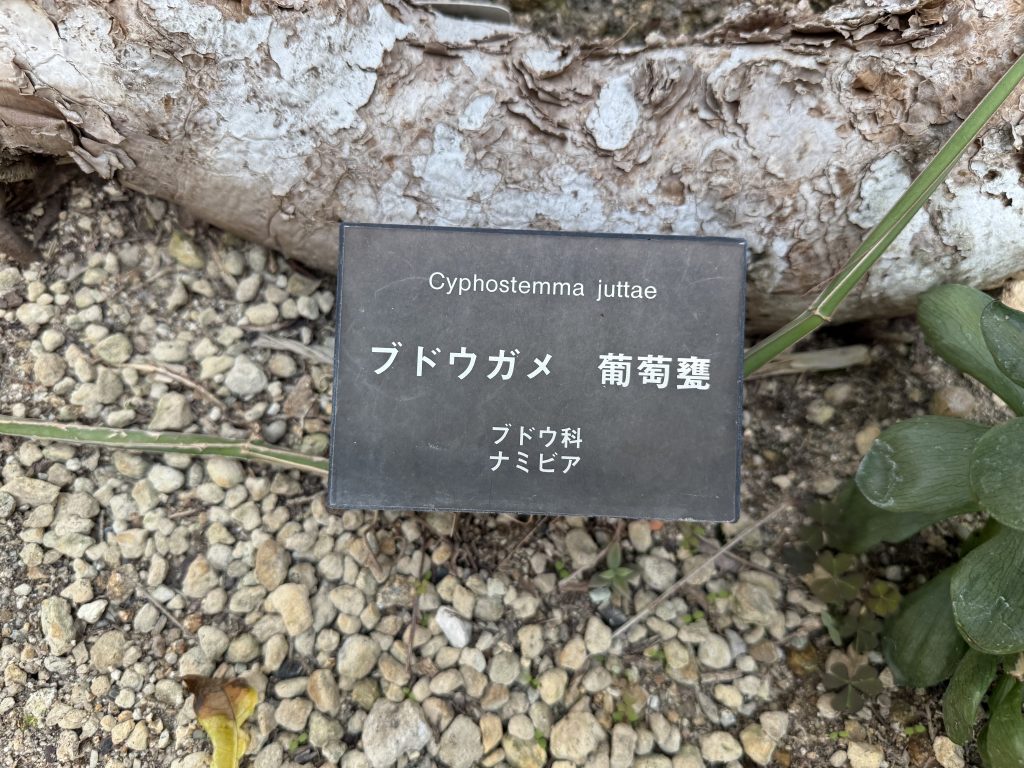 Cyphostemma juttae
ブドウガメ　葡萄甕
ブドウ科
ナミビア